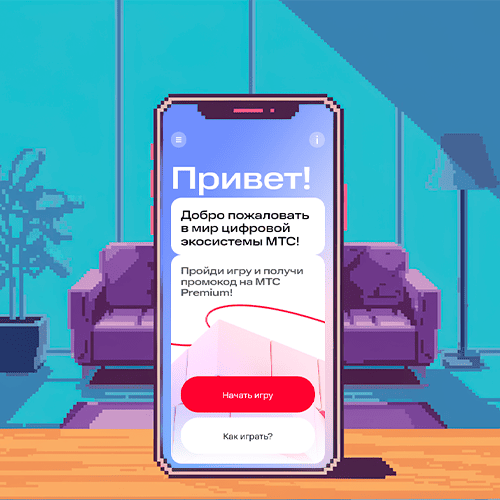 Привет!
Добро пожаловать
в мир цифровой
экосистемы МТС!
Пройди игру и получи
промокод на МТС
Premium!
Начать игру
Как играть?